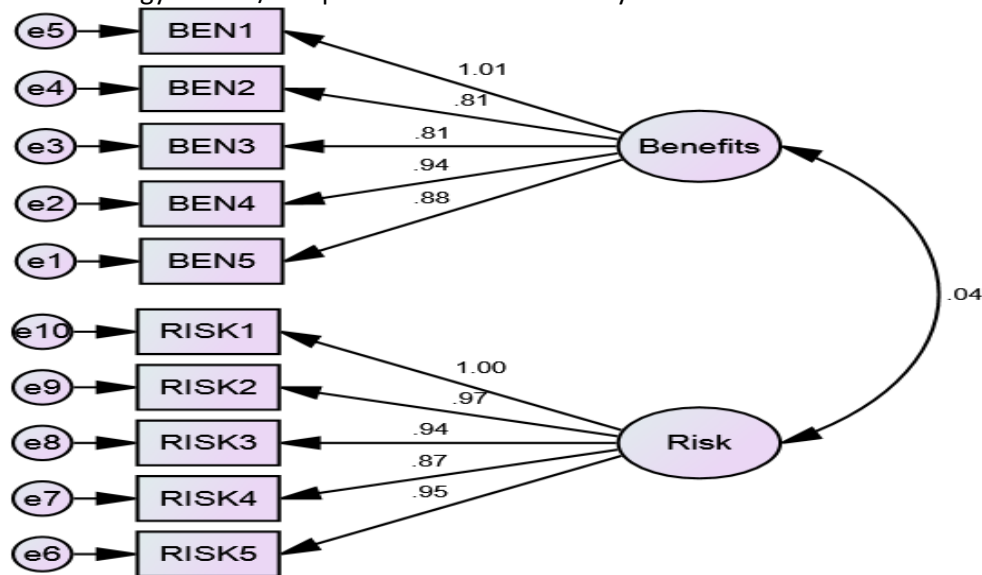 e5 BEN1
1.01
e4 BEN2
.81
e3 BEN3 .81 Benefits
.94
e2 BEN4
.88
e1 BEN5
.04
e10 RISK1
1.00
e9 RISK2
.97
e8 RISK3 .94 Risk
.87
e7 RISK4
.95
e6 RISK5